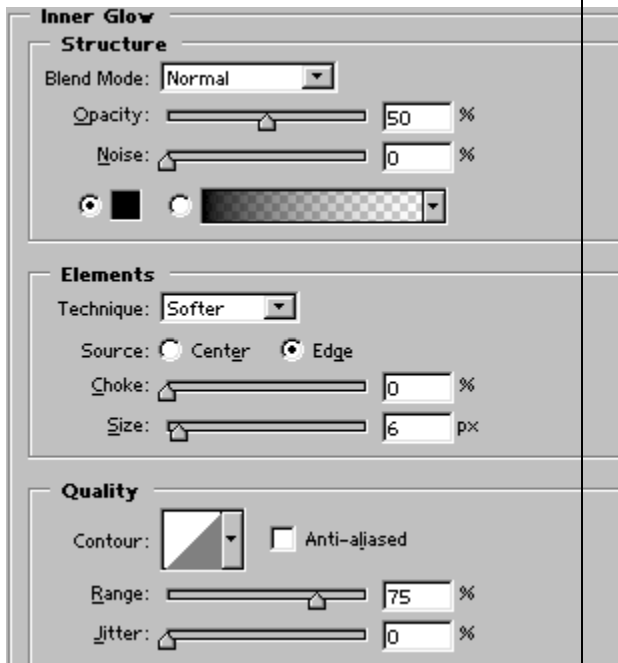 Inner Glow
Structure
Blend Mode: Normal
Opacity: 50 %
Noise: 0 %
Elements
Technique: Softer
Source: Center Edge
Choke: 0 %
Size: 6 px
Quality
Contour: Anti-aliased
Range: 75 %
Jitter: 0 %